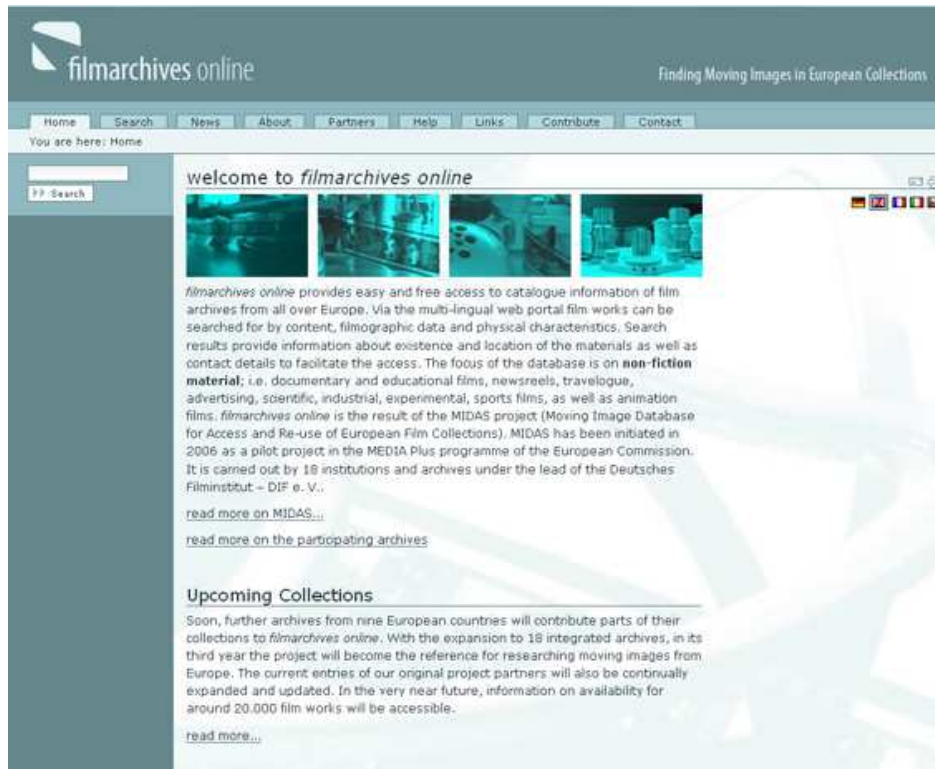 filmarchives online
Finding Moving Images in European Collections
Home Search News About Partners Help Links Contribute Contact
You are here: Home
Search
welcome to filmarchives online
filmarchives online provides easy and free access to catalogue information of film
archives from all over Europe. Via the multi-lingual web portal film works can be
searched for by content, filmographic data and physical characteristics. Search
results provide information about existence and location of the materials as well as
contact details to facilitate the access. The focus of the database is on non-fiction
material; i.e. documentary and educational films, newsreels, travelogue,
advertising, scientific, industrial, experimental, sports films, as well as animation
films. filmarchives online is the result of the MIDAS project (Moving Image Database
for Access and Re-use of European Film Collections). MIDAS has been initiated in
2006 as a pilot project in the MEDIA Plus programme of the European Commission.
It is carried out by 18 institutions and archives under the lead of the Deutsches
Filminstitut – DIF e. V..
read more on MIDAS...
read more on the participating archives
Upcoming Collections
Soon, further archives from nine European countries will contribute parts of their
collections to filmarchives online. With the expansion to 18 integrated archives, in its
third year the project will become the reference for researching moving images from
Europe. The current entries of our original project partners will also be continually
expanded and updated. In the very near future, information on availability for
around 20.000 film works will be accessible.
read more...